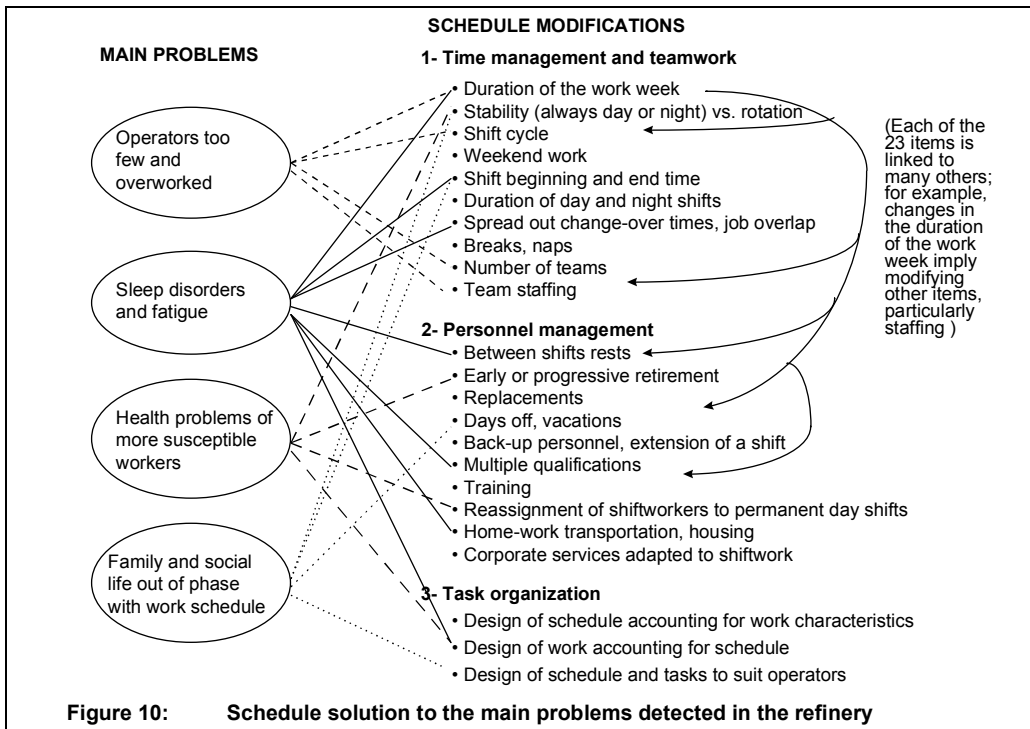 SCHEDULE MODIFICATIONS
MAIN PROBLEMS
1- Time management and teamwork
• Duration of the work week
• Stability (always day or night) vs. rotation
• Shift cycle
• Weekend work
• Shift beginning and end time
• Duration of day and night shifts
• Spread out change-over times, job overlap
• Breaks, naps
• Number of teams
• Team staffing
2- Personnel management
• Between shifts rests
• Early or progressive retirement
• Replacements
• Days off, vacations
• Back-up personnel, extension of a shift
• Multiple qualifications
• Training
• Reassignment of shiftworkers to permanent day shifts
• Home-work transportation, housing
• Corporate services adapted to shiftwork
3- Task organization
• Design of schedule accounting for work characteristics
• Design of work accounting for schedule
• Design of schedule and tasks to suit operators
Operators too
few and
overworked
Sleep disorders
and fatigue
Health problems of
more susceptible
workers
Family and social
life out of phase
with work schedule
(Each of the
23 items is
linked to
many others;
for example,
changes in
the duration
of the work
week imply
modifying
other items,
particularly
staffing )
Figure 10: Schedule solution to the main problems detected in the refinery